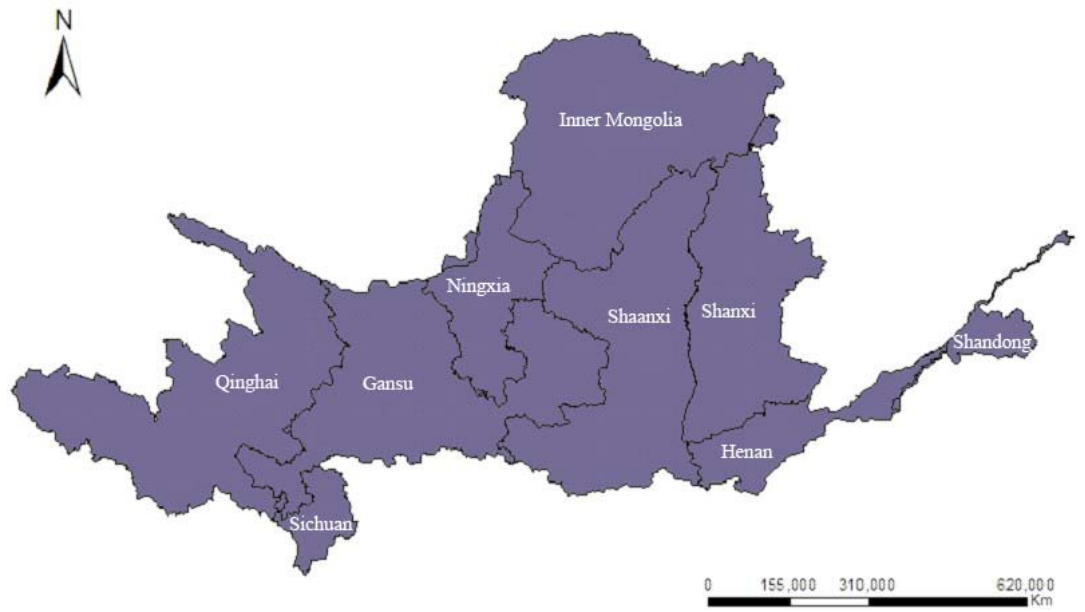 N
Inner Mongolia
Ningxia
Shaanxi
Shanxi
Shandong
Qinghai
Gansu
Henan
Sichuan
0 155,000 310,000 620,000
Km